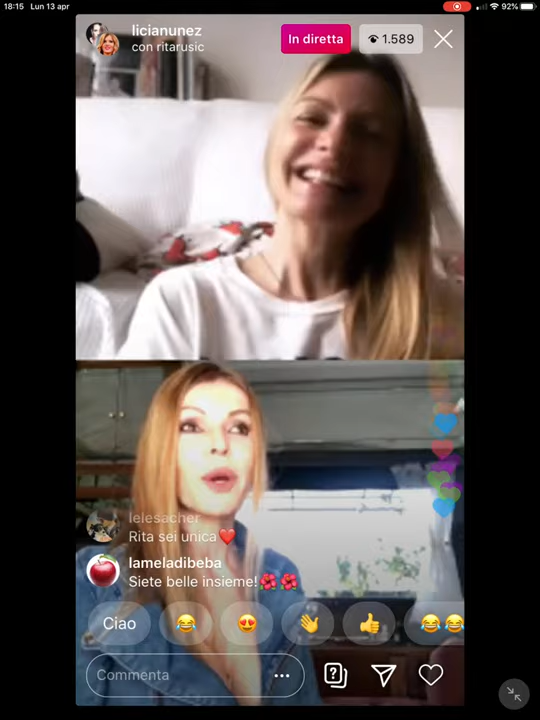 18:15 Lun 13 apr
92%
licianunez
con ritarusic
In diretta
1.589
lelesacher
Rita sei unica❤️
lameladibeba
Siete belle insieme!🌺🌺
Ciao
Commenta